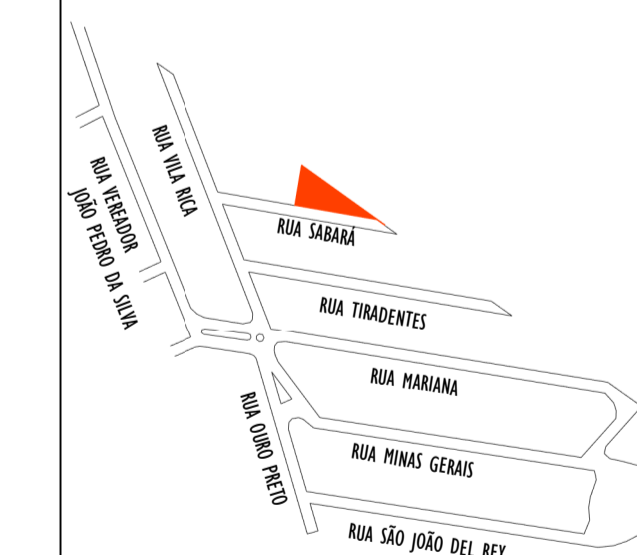 RUA VILA RICA
RUA VEREADOR
JOÃO PEDRO DA SILVA
RUA SABARÁ
RUA TIRADENTES
RUA MARIANA
RUA OURO PRETO
RUA MINAS GERAIS
RUA SÃO JOÃO DEL REY